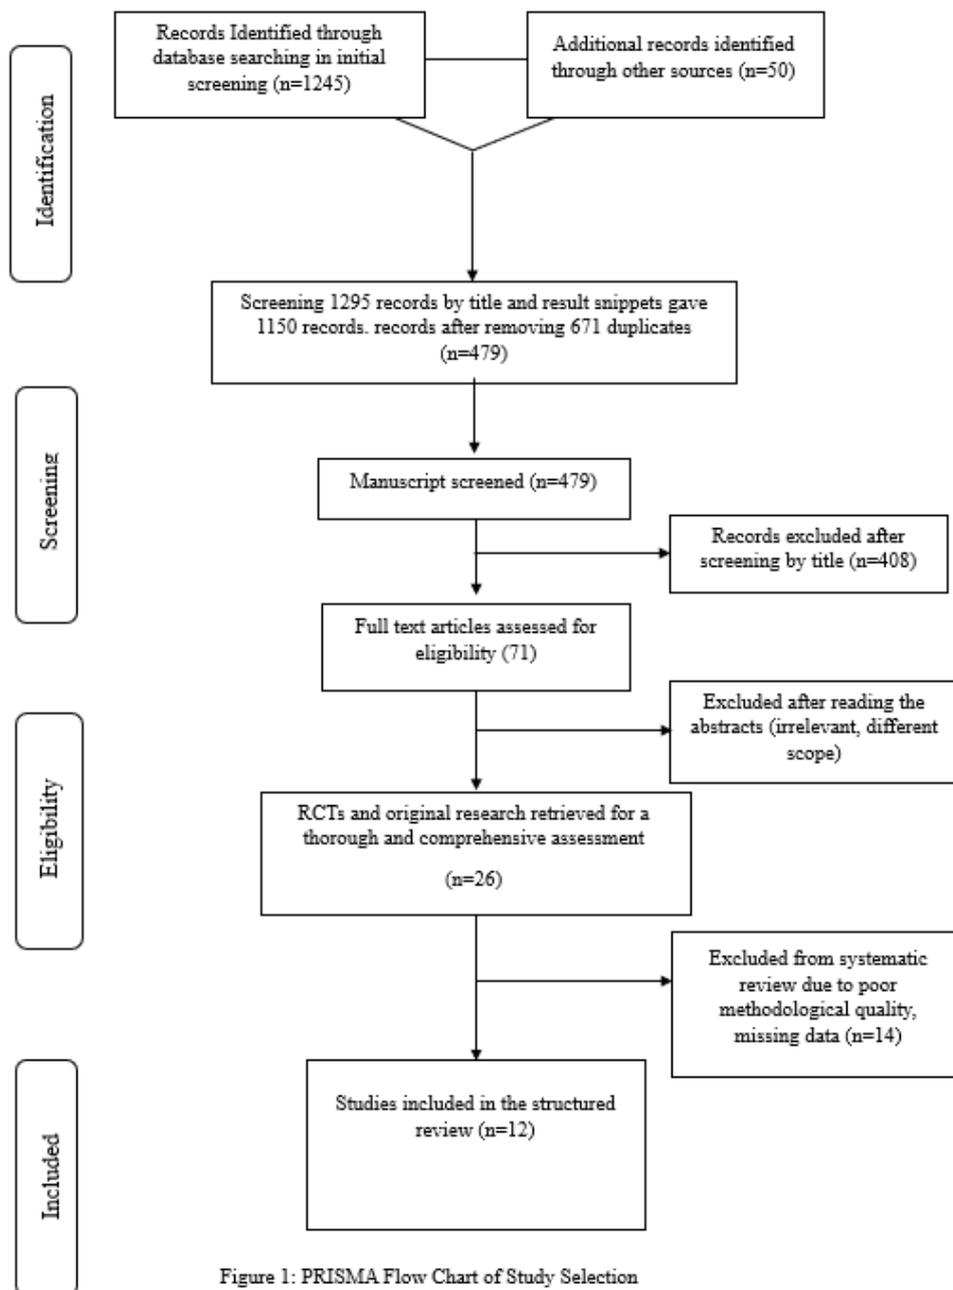 Records Identified through
database searching in initial
screening (n=1245)
Additional records identified
through other sources (n=50)
Identification
Screening 1295 records by title and result snippets gave
1150 records. records after removing 671 duplicates
(n=479)
Screening
Manuscript screened (n=479)
Records excluded after
screening by title (n=408)
Full text articles assessed for
eligibility (71)
Excluded after reading the
abstracts (irrelevant, different
scope)
Eligibility
RCTs and original research retrieved for a
thorough and comprehensive assessment
(n=26)
Excluded from systematic
review due to poor
methodological quality,
missing data (n=14)
Included
Studies included in the structured
review (n=12)
Figure 1: PRISMA Flow Chart of Study Selection